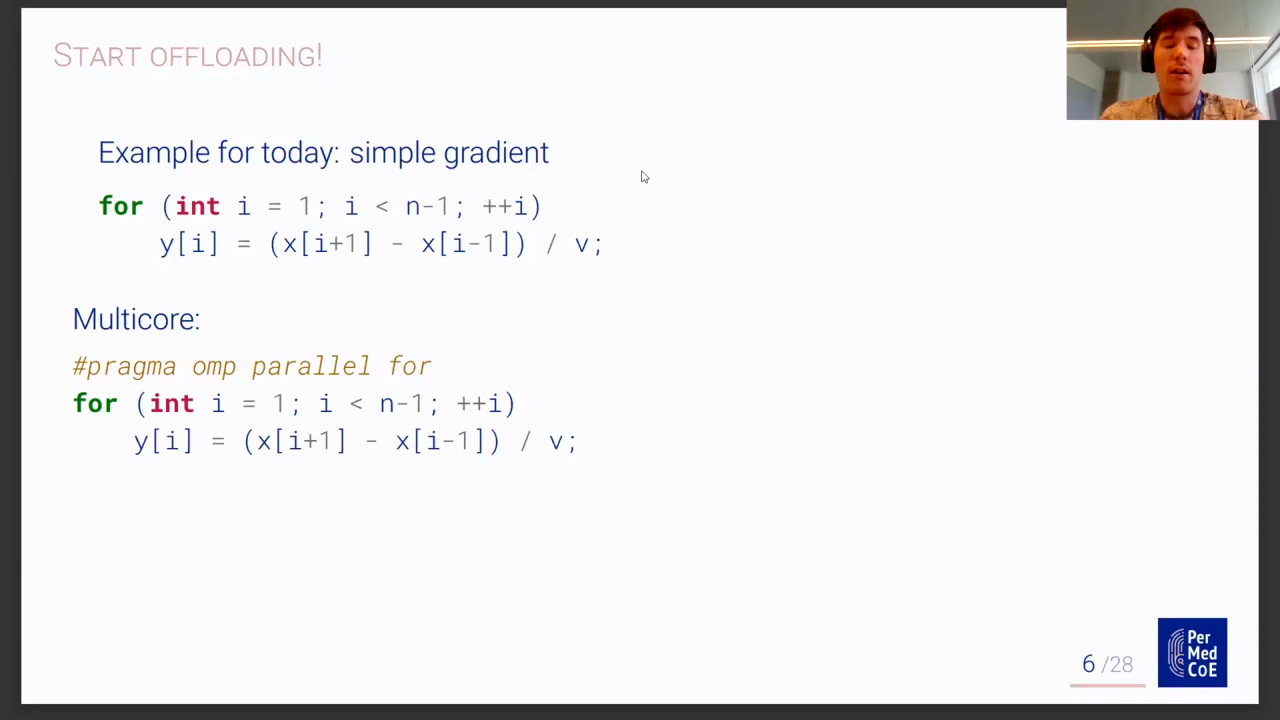 START OFFLOADING!
Example for today: simple gradient
for (int i = 1; i < n-1; ++i)
y[i] = (x[i+1] - x[i-1]) / v;
Multicore:
#pragma omp parallel for
for (int i = 1; i < n-1; ++i)
y[i] = (x[i+1] - x[i-1]) / v;
6 /28
Per
Med
CoE